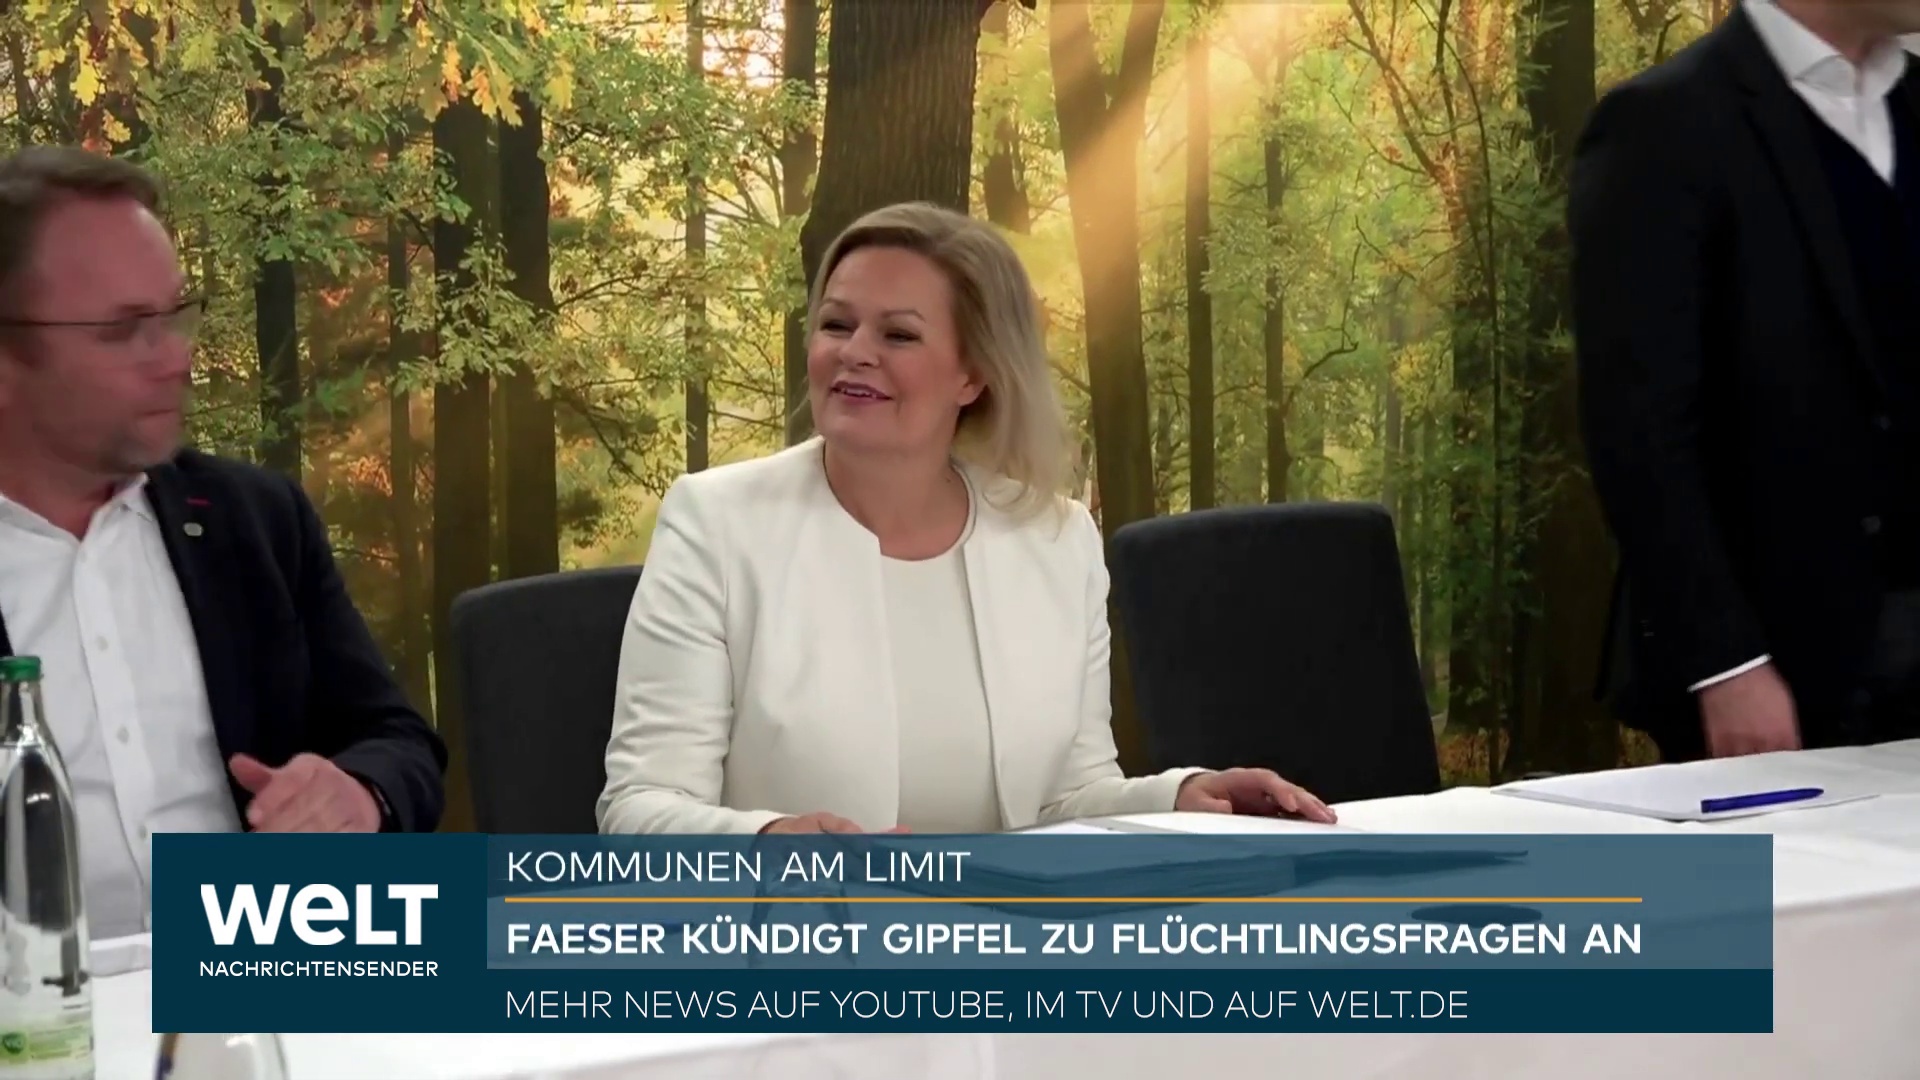 KOMMUNEN AM LIMIT
FAESER KÜNDIGT GIPFEL ZU FLÜCHTLINGSFRAGEN AN
MEHR NEWS AUF YOUTUBE, IM TV UND AUF WELT.DE
WELT
NACHRICHTENSENDER